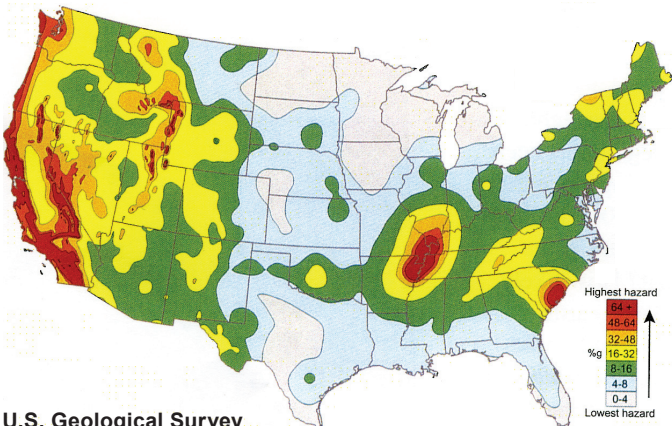 Highest hazard
64 +
48-64
32-48
%g 16-32
8-16
4-8
0-4
Lowest hazard
U.S. Geological Survey